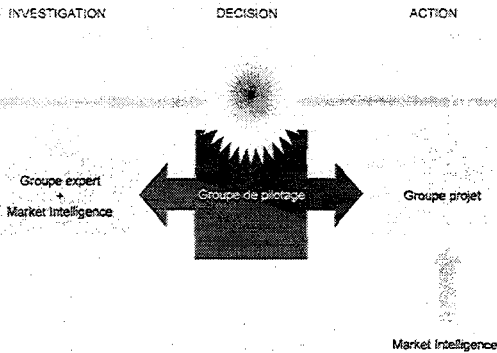 INVESTIGATION
DECISION
ACTION
Groupe expert
+
Market Intelligence
Groupe de pilotage
Groupe projet
Market Intelligence